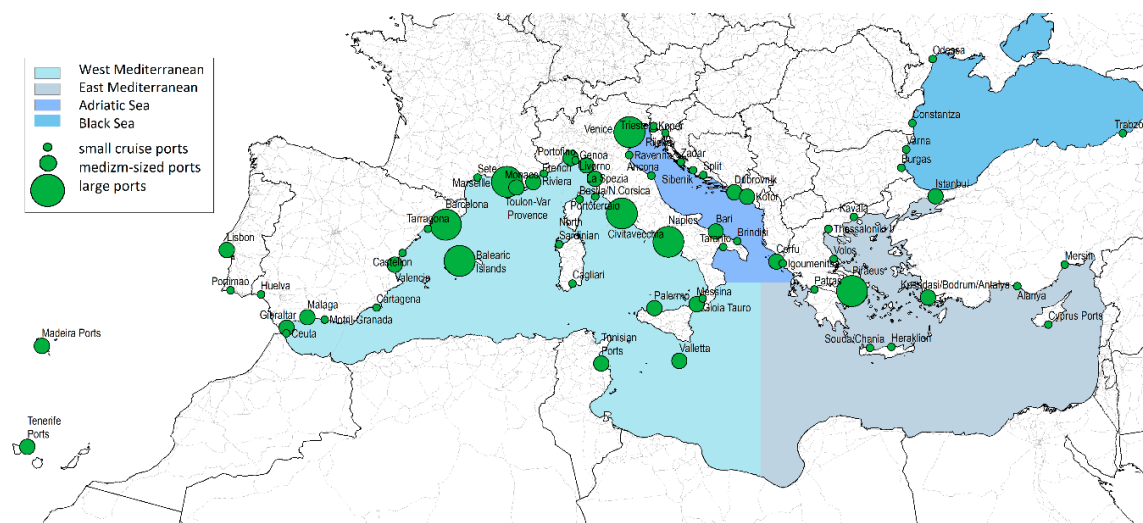 West Mediterranean
East Mediterranean
Adriatic Sea
Black Sea
small cruise ports
medizm-sized ports
large ports
Odessa
Constantza
Trabzo
Varna
Burgas
Istanbul
Venice
Trieste
Koper
Rijeka
Ravenna
Zadar
Ancona
Split
Sibenik
Dubrovnik
Kotor
Portofino
Genoa
Livorno
La Spezia
Sete
Monaco
French
Riviera
Marseille
Toulon-Var
Provence
Bastia/N.Corsica
Portoferraio
Barcelona
Tarragona
North
Sardinian
Civitavecchia
Naples
Bari
Taranto
Brindisi
Kavala
Thessaloniki
Lisbon
Balearic
Islands
Castellon
Valencia
Corfu
Igoumenitsa
Volos
Mersin
Portimao
Huelva
Cagliari
Patras
Piraeus
Kusadasi/Bodrum/Antalya
Alanya
Malaga
Cartagena
Messina
Palermo
Gioia Tauro
Gibraltar
Motril-Granada
Ceuta
Cyprus Ports
Madeira Ports
Tunisian
Ports
Valletta
Souda/Chania
Heraklion
Tenerife
Ports